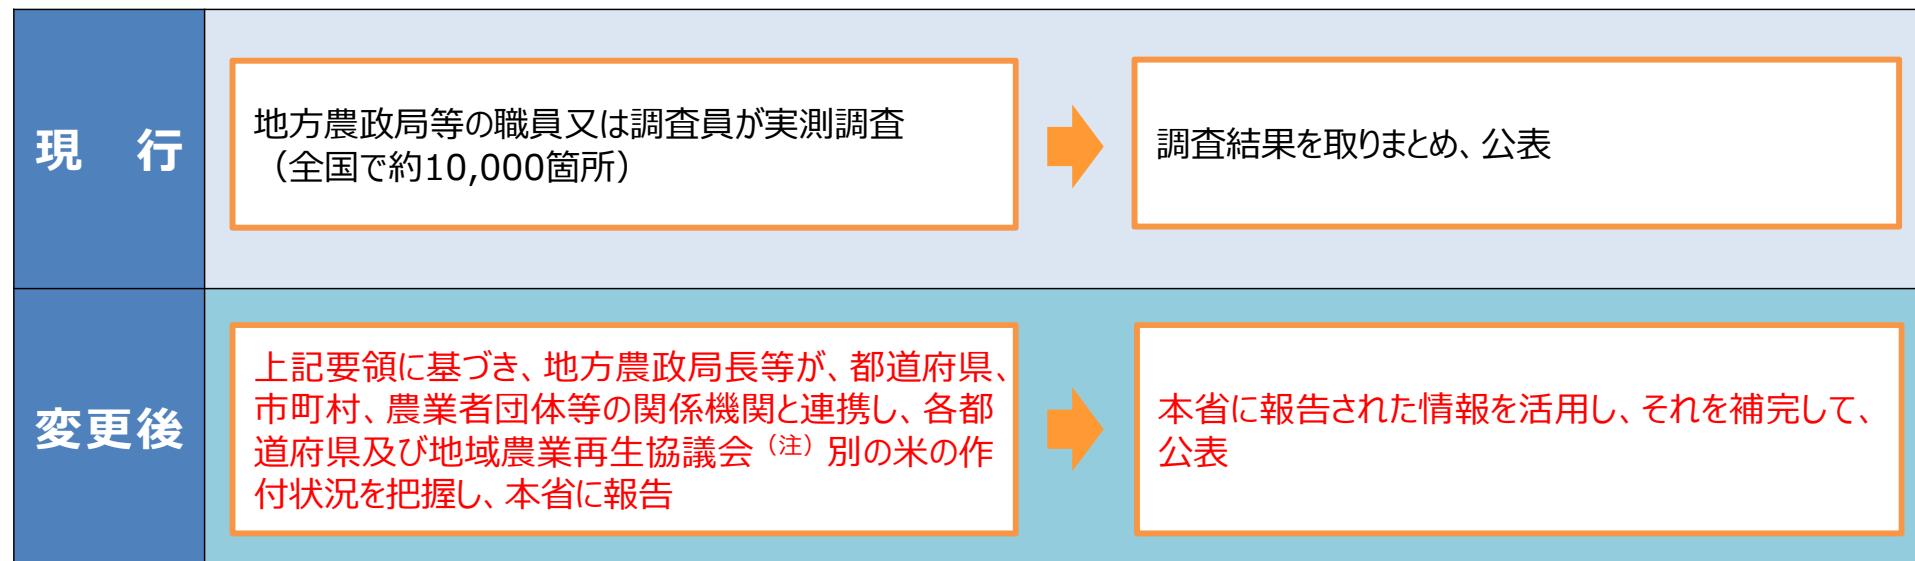 現　行
地方農政局等の職員又は調査員が実測調査
（全国で約10,000箇所）
調査結果を取りまとめ、公表
変更後
上記要領に基づき、地方農政局長等が、都道府県、
市町村、農業者団体等の関係機関と連携し、各都
道府県及び地域農業再生協議会（注）別の米の作
付状況を把握し、本省に報告
本省に報告された情報を活用し、それを補完して、
公表